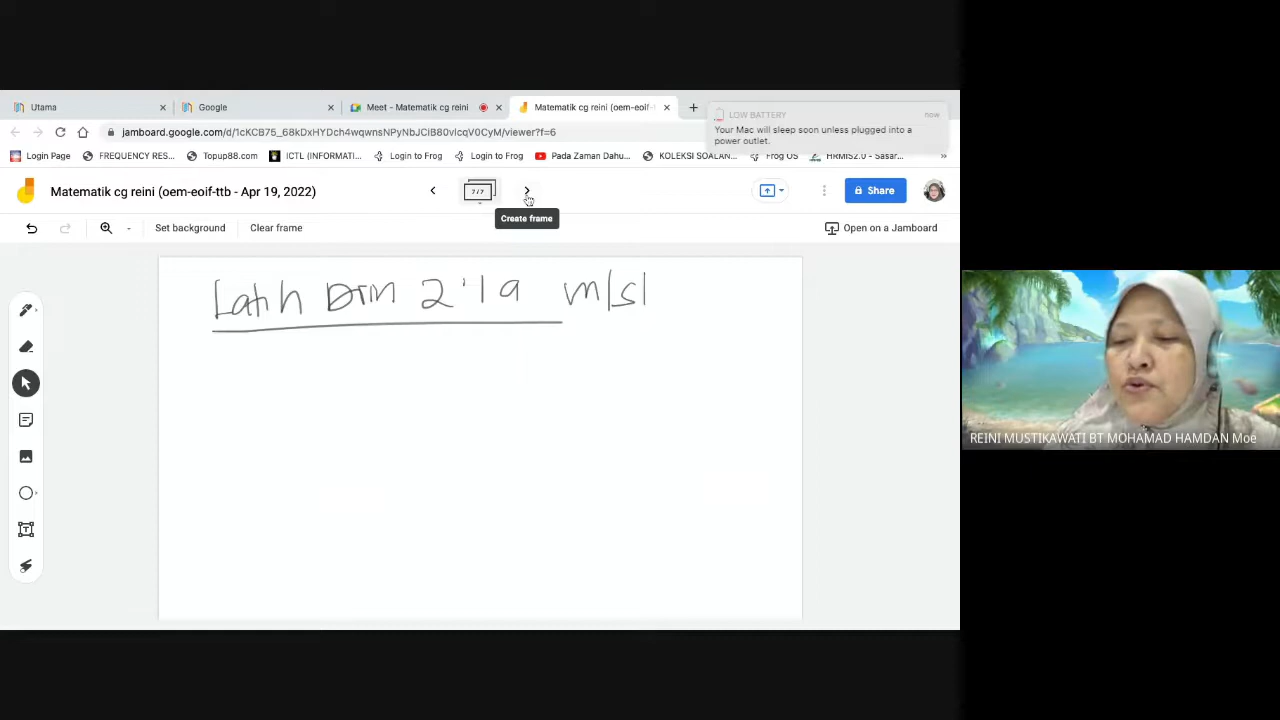 Utama
Google
Meet - Matematik cg reini
Matematik cg reini (oem-eoif-
LOW BATTERY
now
Your Mac will sleep soon unless plugged into a
power outlet.
jamboard.google.com/d/1cKCB75_68kDxHYDch4wqwnsNPyNbJCiB80vIcqV0CyM/viewer?f=6
Login Page
FREQUENCY RES...
Topup88.com
ICTL (INFORMATI...
Login to Frog
Login to Frog
Pada Zaman Dahu...
KOLEKSI SOALAN...
Frog OS
HRMIS2.0 - Sasar...
Matematik cg reini (oem-eoif-ttb - Apr 19, 2022)
7/7
Share
Create frame
Set background
Clear frame
Open on a Jamboard
Latih Drm 2.1a m/s1
REINI MUSTIKAWATI BT MOHAMAD HAMDAN Moe